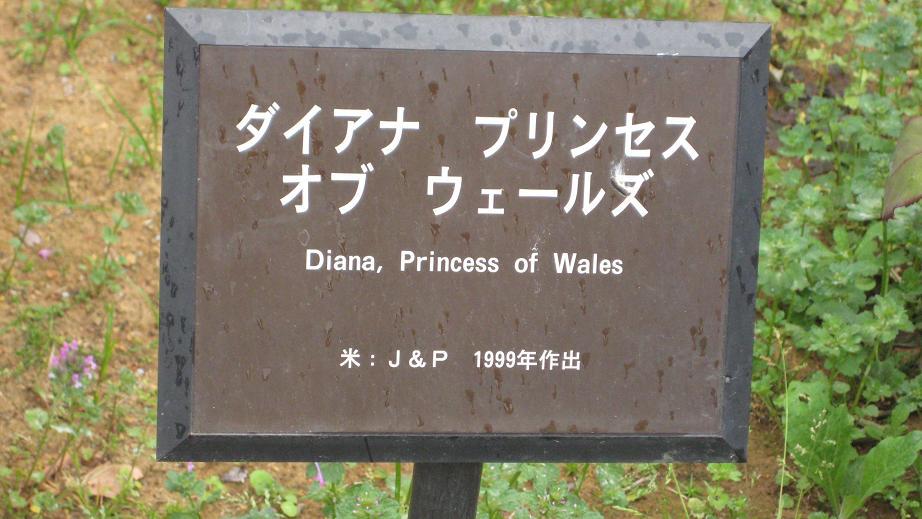 ダイアナ　プリンセス
オブ　ウェールズ
Diana, Princess of Wales
米：Ｊ＆Ｐ　1999年作出